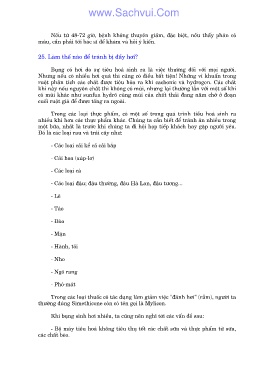 www.Sachvui.Com
Nếu từ 48-72 giờ, bệnh không thuyên giảm, đặc biệt, nếu thấy phân có
máu, cần phải tới bác sĩ để khám và hỏi ý kiến.
25. Làm thế nào để tránh bị đầy hơi?
Bụng có hơi do sự tiêu hoá sinh ra là việc thường đối với mọi người.
Nhưng nếu có nhiều hơi quá thì cũng có điều bất tiện! Những vi khuẩn trong
ruột phân tích các chất được tiêu hóa ra khí carbonic và hydrogen. Các chất
khí này nếu nguyên chất thì không có mùi, nhưng lại thường lẫn với một số khí
có mùi khác như sunfua hyđrô cùng mùi của chất thải đang nằm chờ ở đoạn
cuối ruột già để được tống ra ngoài.
Trong các loại thực phẩm, có một số trong quá trình tiêu hoá sinh ra
nhiều khí hơn các thực phẩm khác. Chúng ta cần biết để tránh ăn nhiều trong
một bữa, nhất là trước khi chúng ta đi hội họp tiếp khách hay gặp người yêu.
Đó là các loại rau và trái cây như:
- Các loại cải kể cả cải bắp
- Cải hoa (súp-lơ)
- Các loại cà
- Các loại đậu: đậu thường, đậu Hà Lan, đậu tương...
- Lê
- Táo
- Đào
- Mận
- Hành, tỏi
- Nho
- Ngũ rung
- Phó-mát
Trong các loại thuốc có tác dụng làm giảm việc "đánh hơi" (rắm), người ta
thường dùng Simethicone còn có tên gọi là Mylicon.
Khi bụng sinh hơi nhiều, ta cũng nên nghĩ tới các vấn đề sau:
- Bộ máy tiêu hoá không tiêu thụ tốt các chất sữa và thực phẩm từ sữa,
các chất béo.